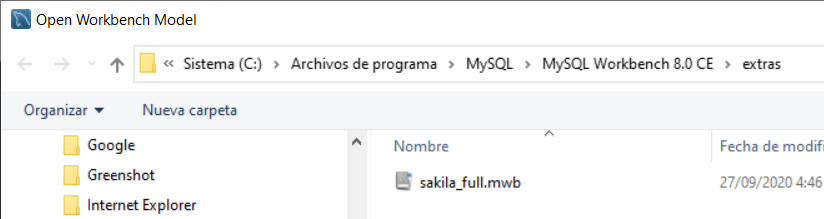 Open Workbench Model
« Sistema (C:) > Archivos de programa > MySQL > MySQL Workbench 8.0 CE > extras
Organizar Nueva carpeta
Google
Greenshot
Internet Explorer
Nombre Fecha de modifi
sakila_full.mwb 27/09/2020 4:46